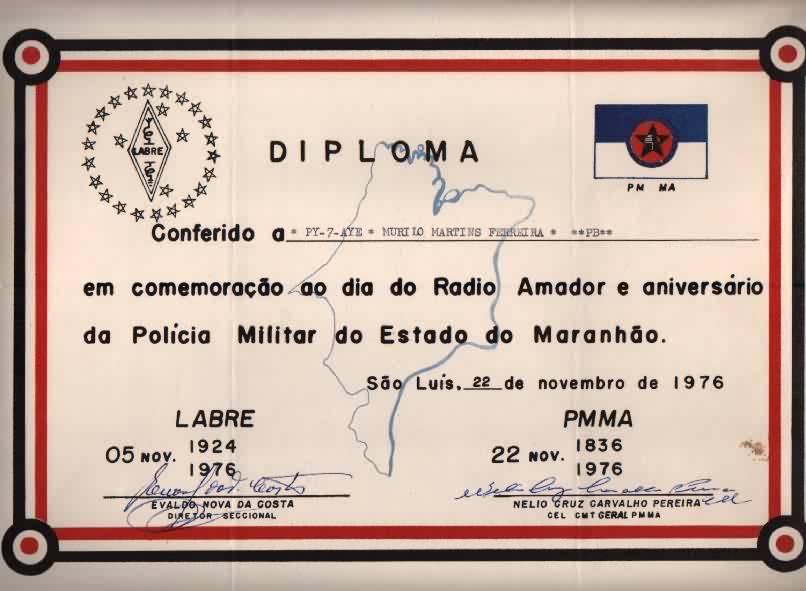 LABRE
DIPLOMA
PM MA
Conferido a * PY-7-AYE * MURILO MARTINS FERREIRA * **PB**
em comemoração ao dia do Radio Amador e aniversário
da Polícia Militar do Estado do Maranhão.
São Luís, 22 de novembro de 1976
LABRE
05 NOV. 1924
1976
EVALDO NOVA DA COSTA
DIRETOR SECCIONAL
PMMA
22 NOV. 1836
1976
NELIO CRUZ CARVALHO PEREIRA
CEL CMT GERAL PMMA